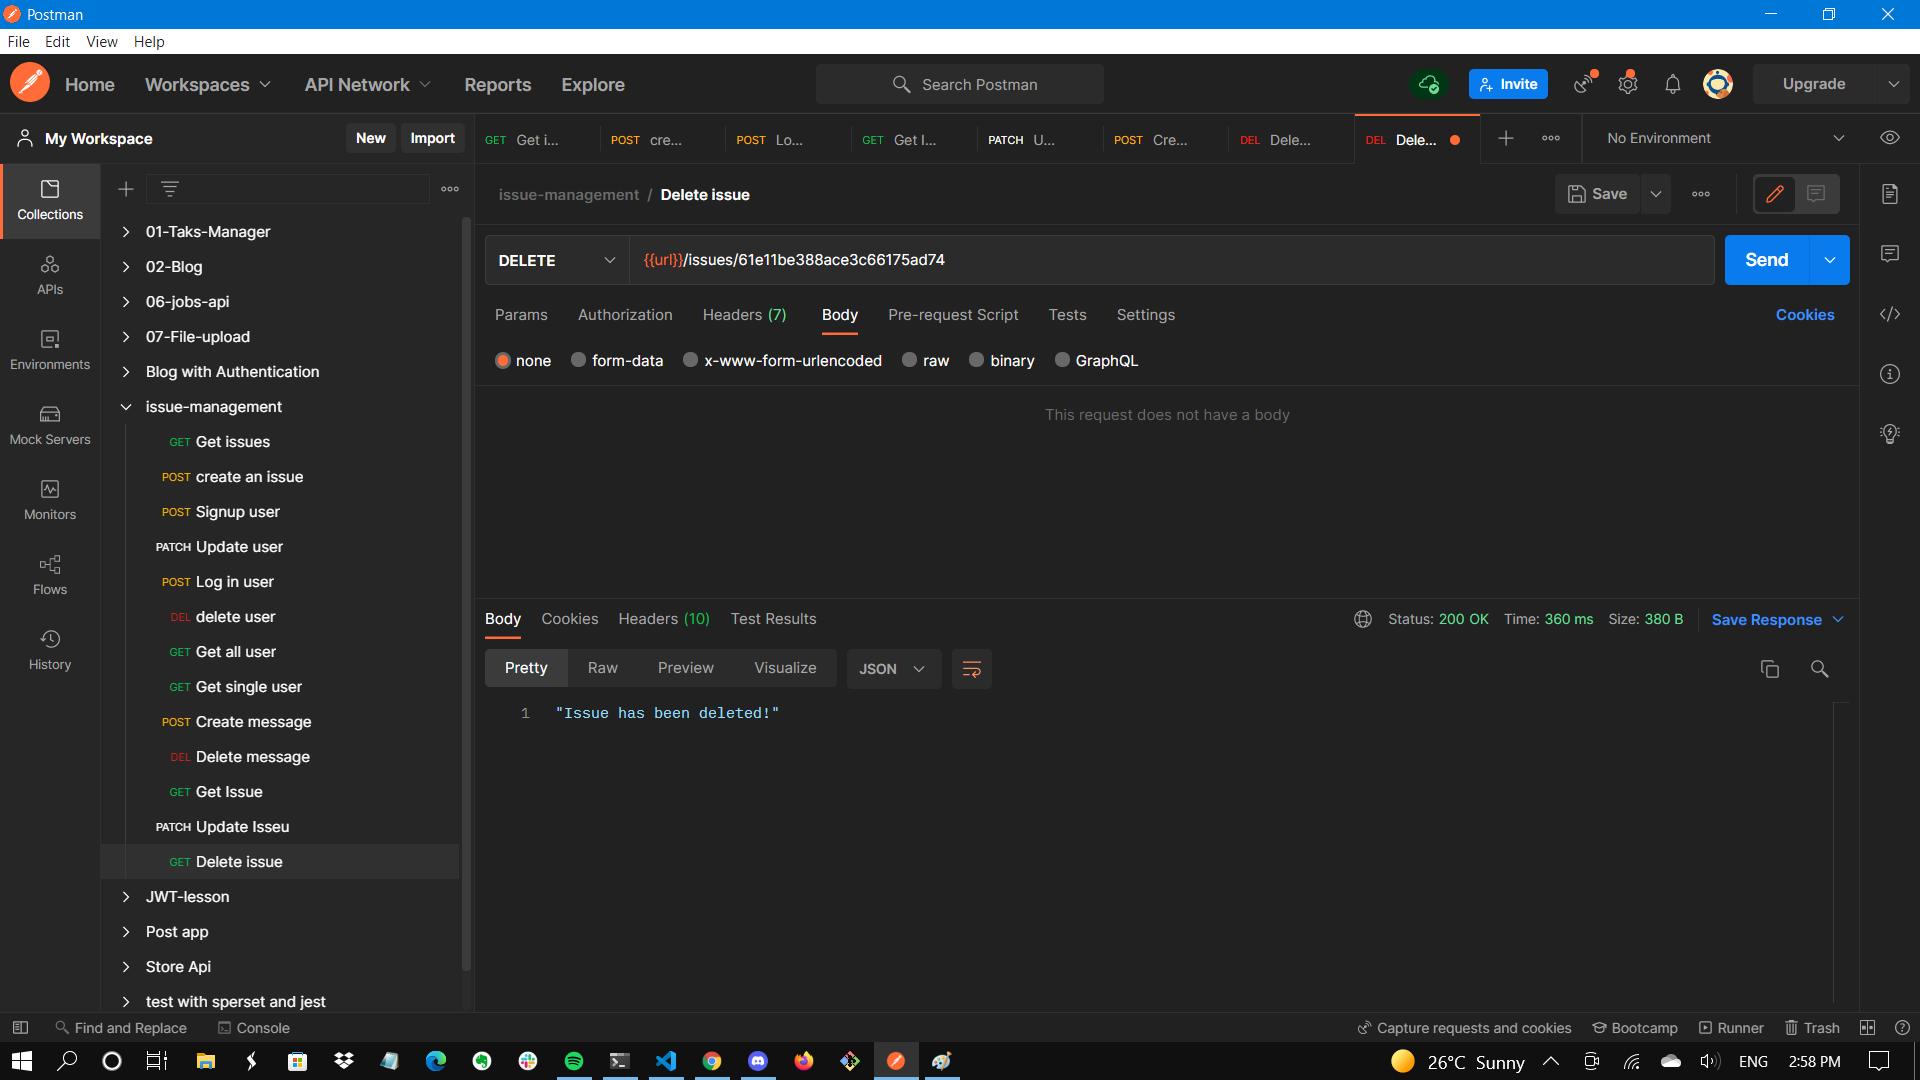 Postman
File Edit View Help
Home Workspaces API Network Reports Explore Search Postman Invite Upgrade
My Workspace New Import
GET Get i... POST cre... POST Lo... GET Get I... PATCH U... POST Cre... DEL Dele... DEL Dele... No Environment
Collections
APIs
Environments
Mock Servers
Monitors
Flows
History
01-Taks-Manager
02-Blog
06-jobs-api
07-File-upload
Blog with Authentication
issue-management
GET Get issues
POST create an issue
POST Signup user
PATCH Update user
POST Log in user
DEL delete user
GET Get all user
GET Get single user
POST Create message
DEL Delete message
GET Get Issue
PATCH Update Isseu
GET Delete issue
JWT-lesson
Post app
Store Api
test with sperset and jest
issue-management / Delete issue Save
DELETE {{url}}/issues/61e11be388ace3c66175ad74 Send
Params Authorization Headers (7) Body Pre-request Script Tests Settings Cookies
none form-data x-www-form-urlencoded raw binary GraphQL
This request does not have a body
Body Cookies Headers (10) Test Results Status: 200 OK Time: 360 ms Size: 380 B Save Response
Pretty Raw Preview Visualize JSON
1 "Issue has been deleted!"
Find and Replace Console Capture requests and cookies Bootcamp Runner Trash
26°C Sunny ENG 2:58 PM